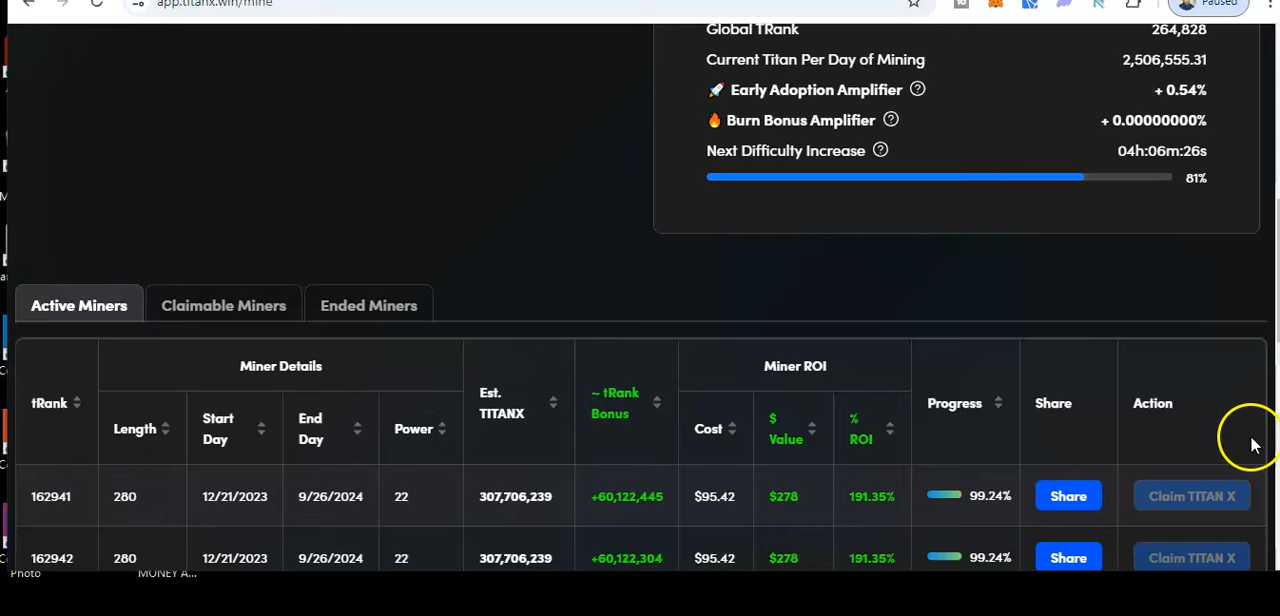 app.titanx.win/mine
Paused
Global TRank 264,828
Current Titan Per Day of Mining 2,506,555.31
Early Adoption Amplifier ? + 0.54%
Burn Bonus Amplifier ? + 0.00000000%
Next Difficulty Increase ? 04h:06m:26s
81%
Active Miners Claimable Miners Ended Miners
Miner Details Miner ROI
tRank Length Start Day End Day Power Est. TITANX ~ tRank Bonus Cost $ Value % ROI Progress Share Action
162941 280 12/21/2023 9/26/2024 22 307,706,239 +60,122,445 $95.42 $278 191.35% 99.24% Share Claim TITAN X
162942 280 12/21/2023 9/26/2024 22 307,706,239 +60,122,304 $95.42 $278 191.35% 99.24% Share Claim TITAN X
Photo MONEY A...